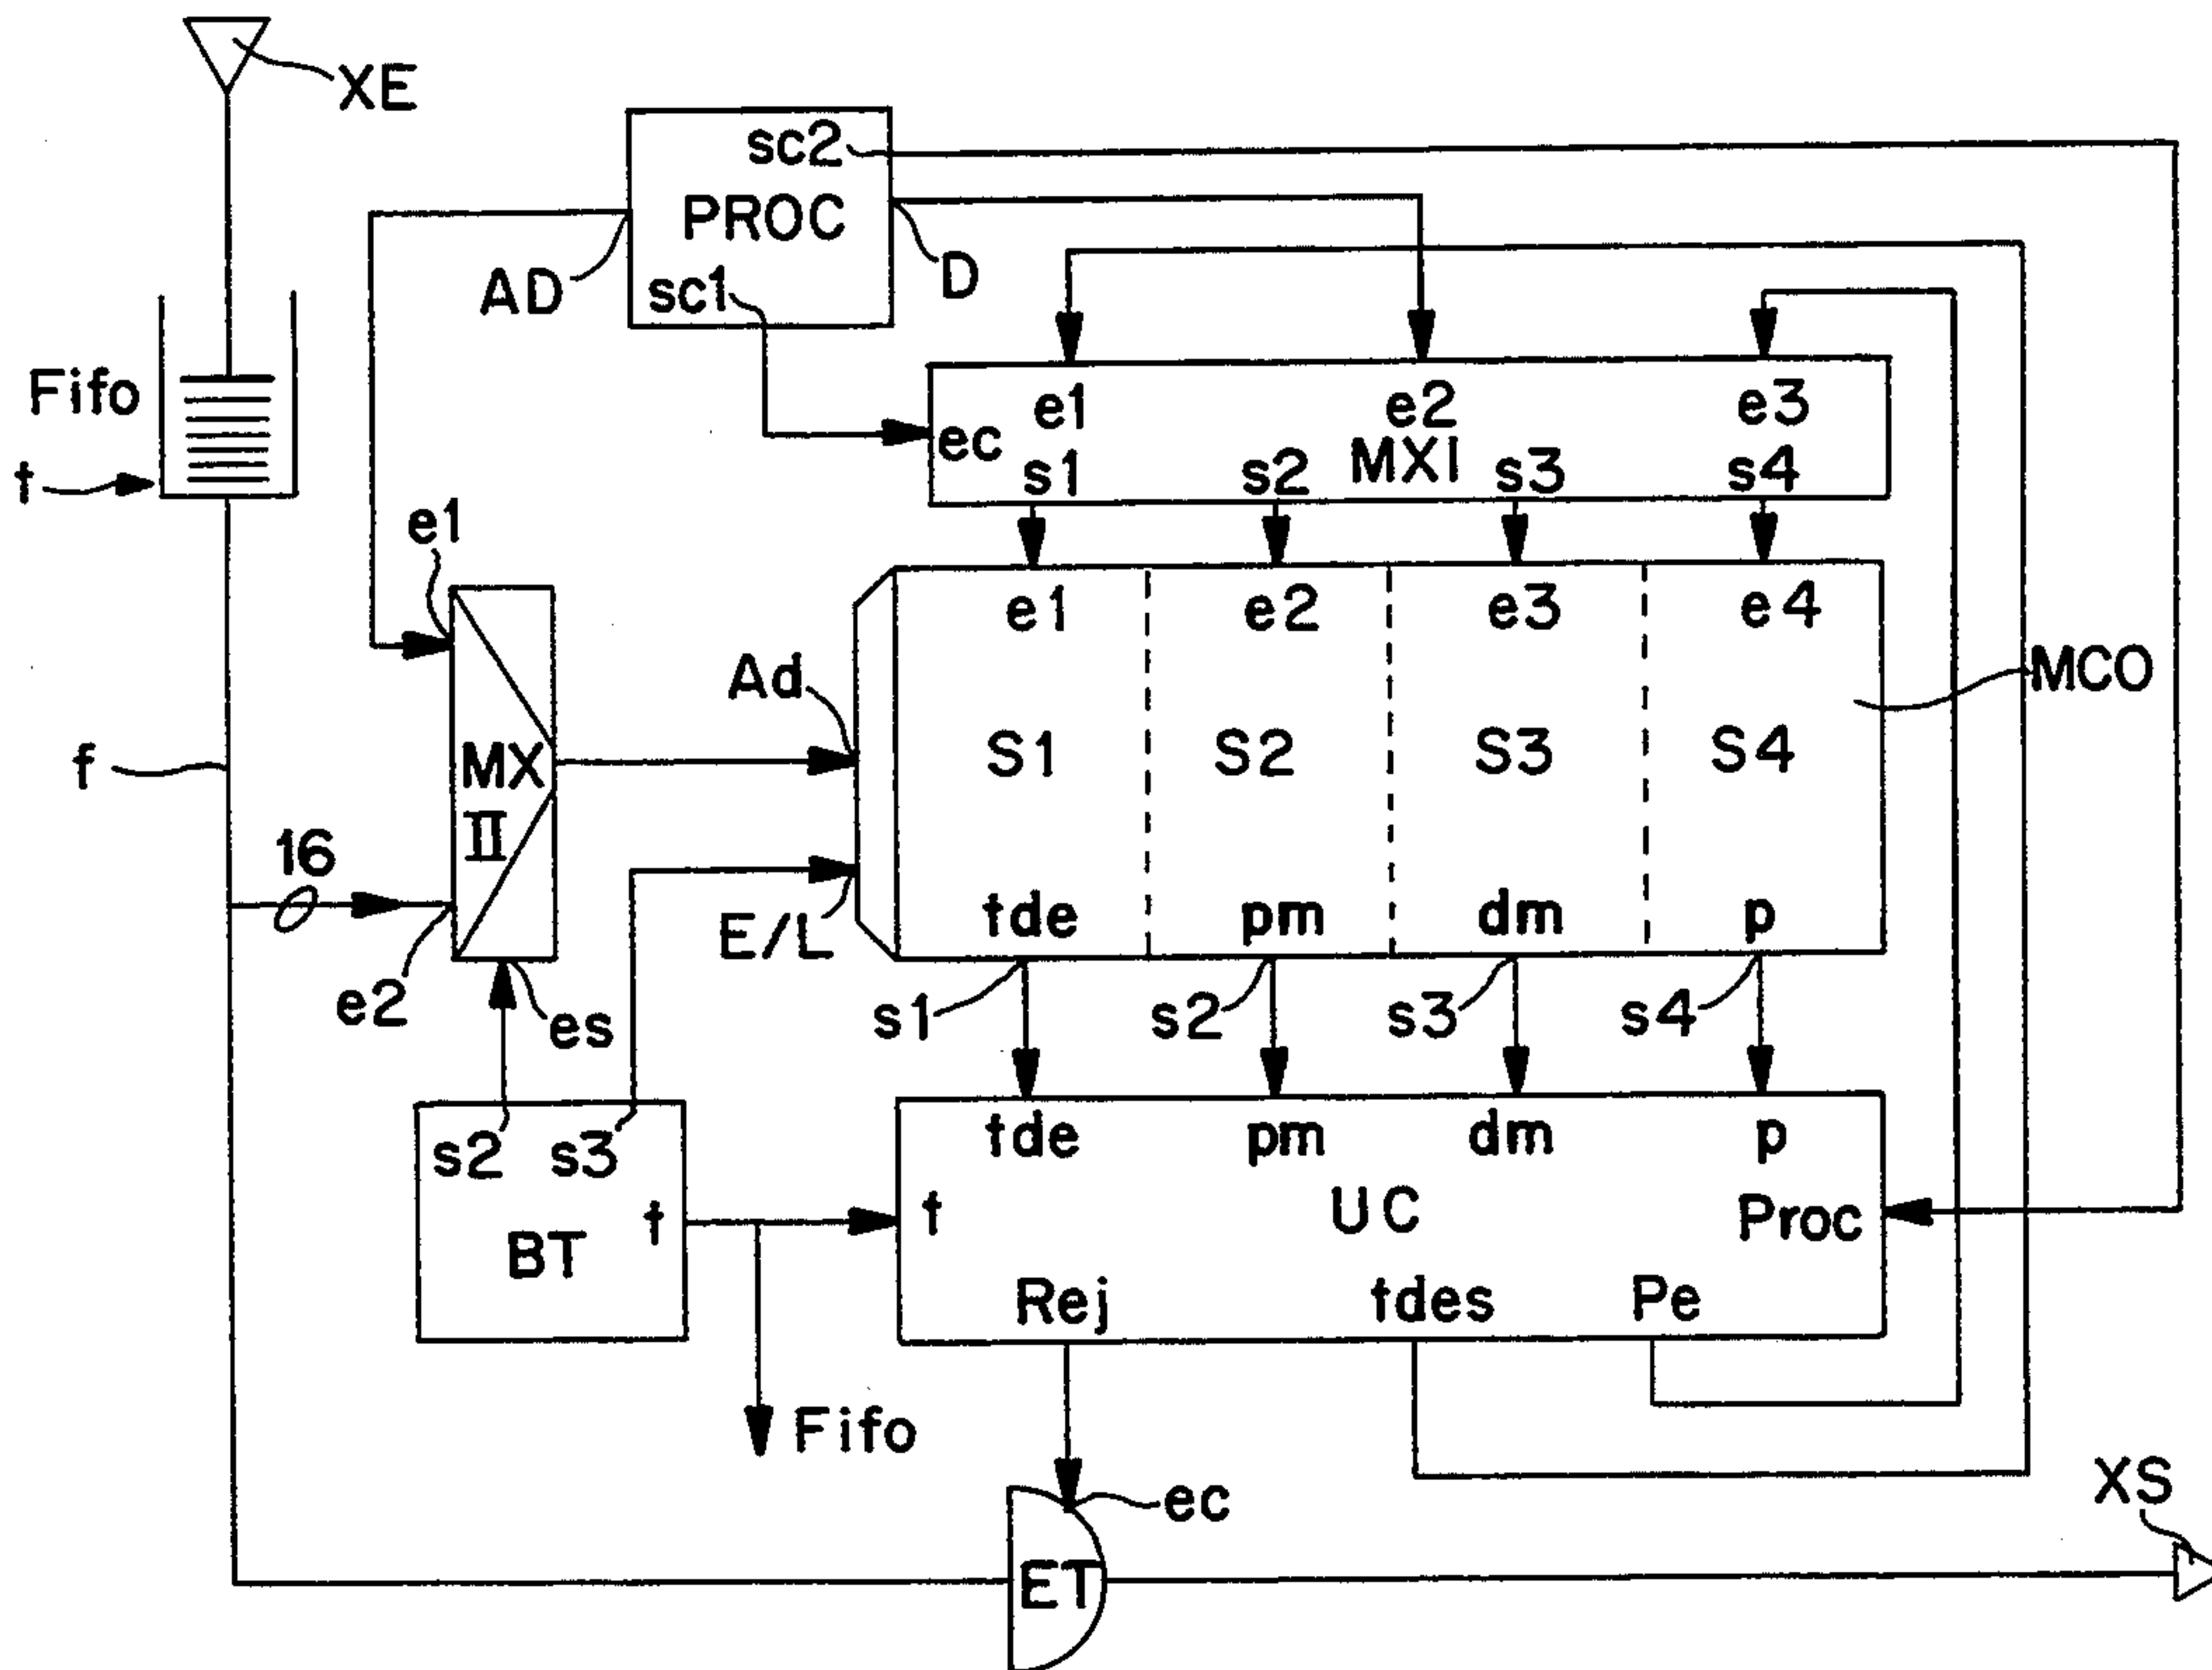 XE
sc2
PROC
AD
sc1
D
Fifo
t
e1
e2
e3
ec
MXI
s1
s2
s3
s4
e1
e1
e2
e3
e4
Ad
MCO
f
MX
II
S1
S2
S3
S4
16
E/L
tde
pm
dm
p
e2
es
s1
s2
s3
s4
s2
s3
t
BT
tde
pm
dm
p
t
UC
Proc
Rej
tdes
Pe
Fifo
ec
XS
ET